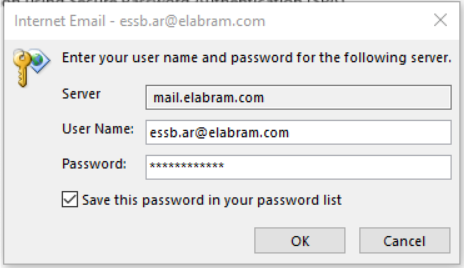 Internet Email - essb.ar@elabram.com
Enter your user name and password for the following server.
Server
mail.elabram.com
User Name:
essb.ar@elabram.com
Password:
************
Save this password in your password list
OK
Cancel